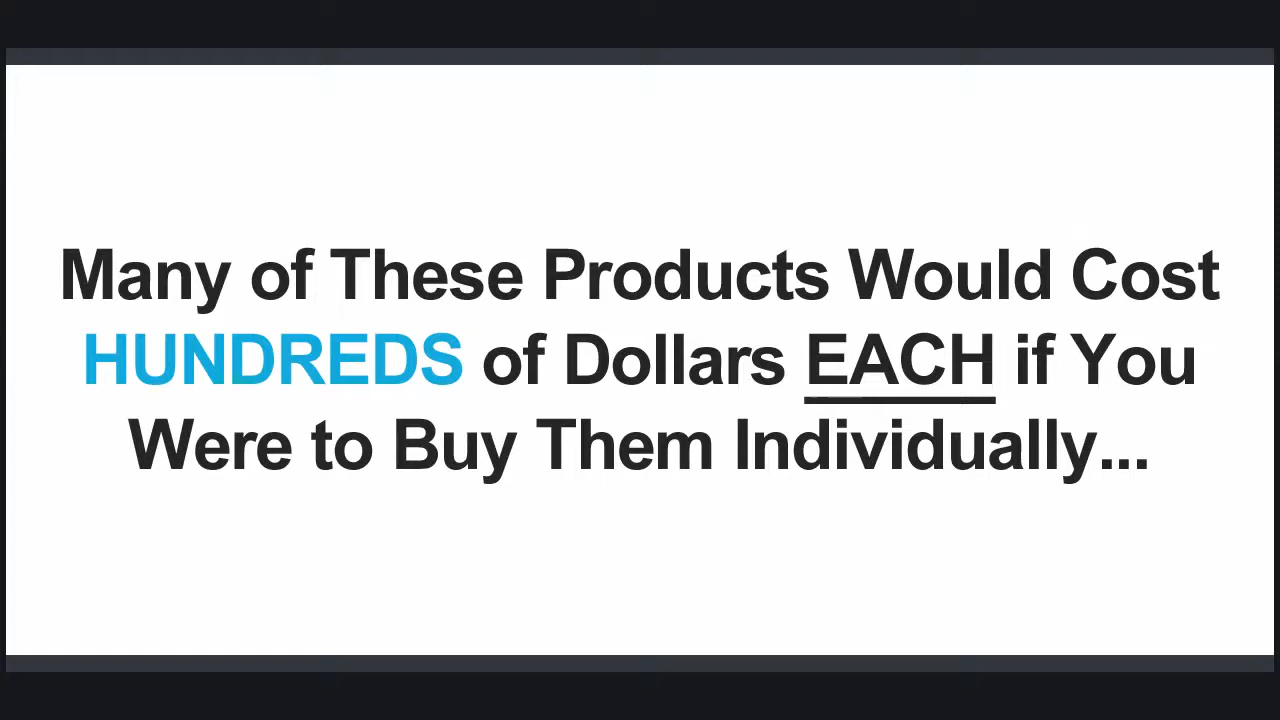 Many of These Products Would Cost
HUNDREDS of Dollars EACH if You
Were to Buy Them Individually...